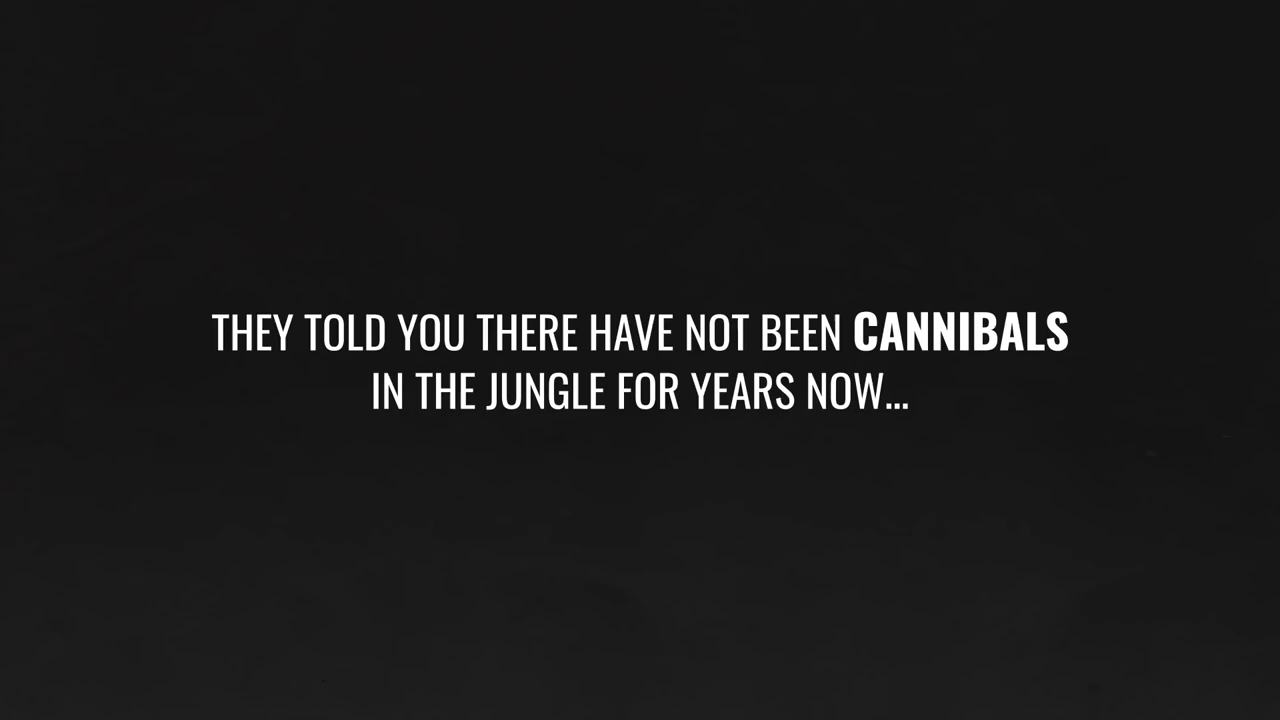 THEY TOLD YOU THERE HAVE NOT BEEN CANNIBALS
IN THE JUNGLE FOR YEARS NOW...